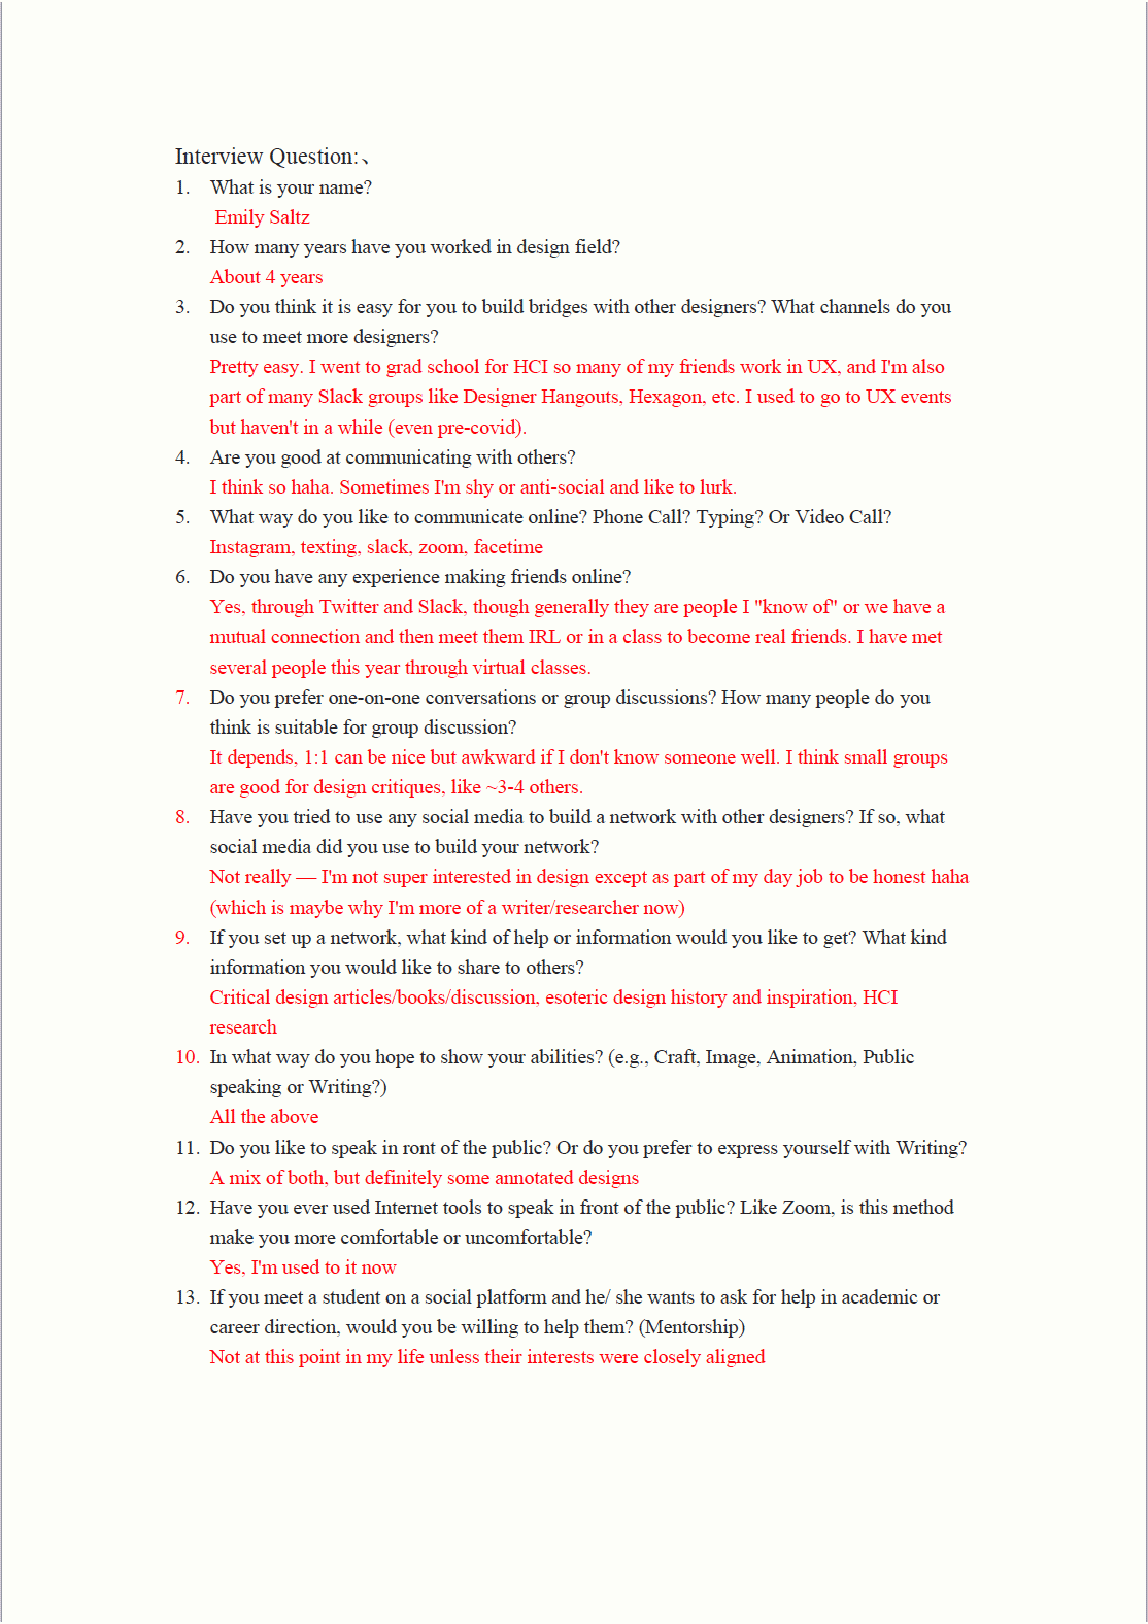 Interview Question:、
1. What is your name?
Emily Saltz
2. How many years have you worked in design field?
About 4 years
3. Do you think it is easy for you to build bridges with other designers? What channels do you
use to meet more designers?
Pretty easy. I went to grad school for HCI so many of my friends work in UX, and I'm also
part of many Slack groups like Designer Hangouts, Hexagon, etc. I used to go to UX events
but haven't in a while (even pre-covid).
4. Are you good at communicating with others?
I think so haha. Sometimes I'm shy or anti-social and like to lurk.
5. What way do you like to communicate online? Phone Call? Typing? Or Video Call?
Instagram, texting, slack, zoom, facetime
6. Do you have any experience making friends online?
Yes, through Twitter and Slack, though generally they are people I "know of" or we have a
mutual connection and then meet them IRL or in a class to become real friends. I have met
several people this year through virtual classes.
7. Do you prefer one-on-one conversations or group discussions? How many people do you
think is suitable for group discussion?
It depends, 1:1 can be nice but awkward if I don't know someone well. I think small groups
are good for design critiques, like ~3-4 others.
8. Have you tried to use any social media to build a network with other designers? If so, what
social media did you use to build your network?
Not really — I'm not super interested in design except as part of my day job to be honest haha
(which is maybe why I'm more of a writer/researcher now)
9. If you set up a network, what kind of help or information would you like to get? What kind
information you would like to share to others?
Critical design articles/books/discussion, esoteric design history and inspiration, HCI
research
10. In what way do you hope to show your abilities? (e.g., Craft, Image, Animation, Public
speaking or Writing?)
All the above
11. Do you like to speak in ront of the public? Or do you prefer to express yourself with Writing?
A mix of both, but definitely some annotated designs
12. Have you ever used Internet tools to speak in front of the public? Like Zoom, is this method
make you more comfortable or uncomfortable?
Yes, I'm used to it now
13. If you meet a student on a social platform and he/ she wants to ask for help in academic or
career direction, would you be willing to help them? (Mentorship)
Not at this point in my life unless their interests were closely aligned